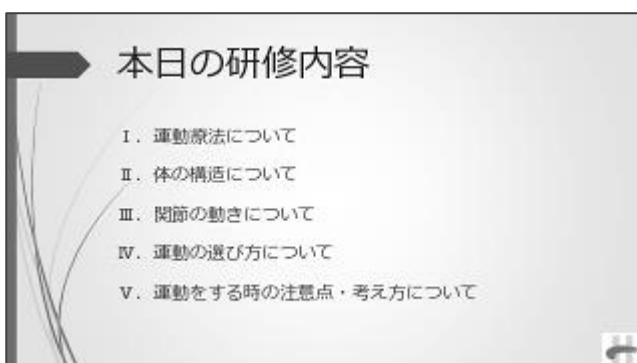 本日の研修内容
Ⅰ．運動療法について
Ⅱ．体の構造について
Ⅲ．関節の動きについて
Ⅳ．運動の選び方について
Ⅴ．運動をする時の注意点・考え方について